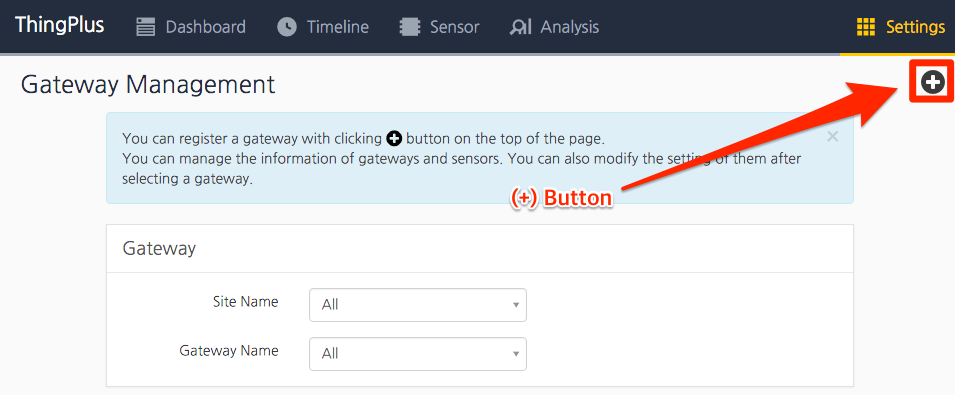 ThingPlus Dashboard Timeline Sensor Analysis Settings
Gateway Management
You can register a gateway with clicking button on the top of the page.
You can manage the information of gateways and sensors. You can also modify the setting of them after
selecting a gateway.
(+) Button
Gateway
Site Name All
Gateway Name All